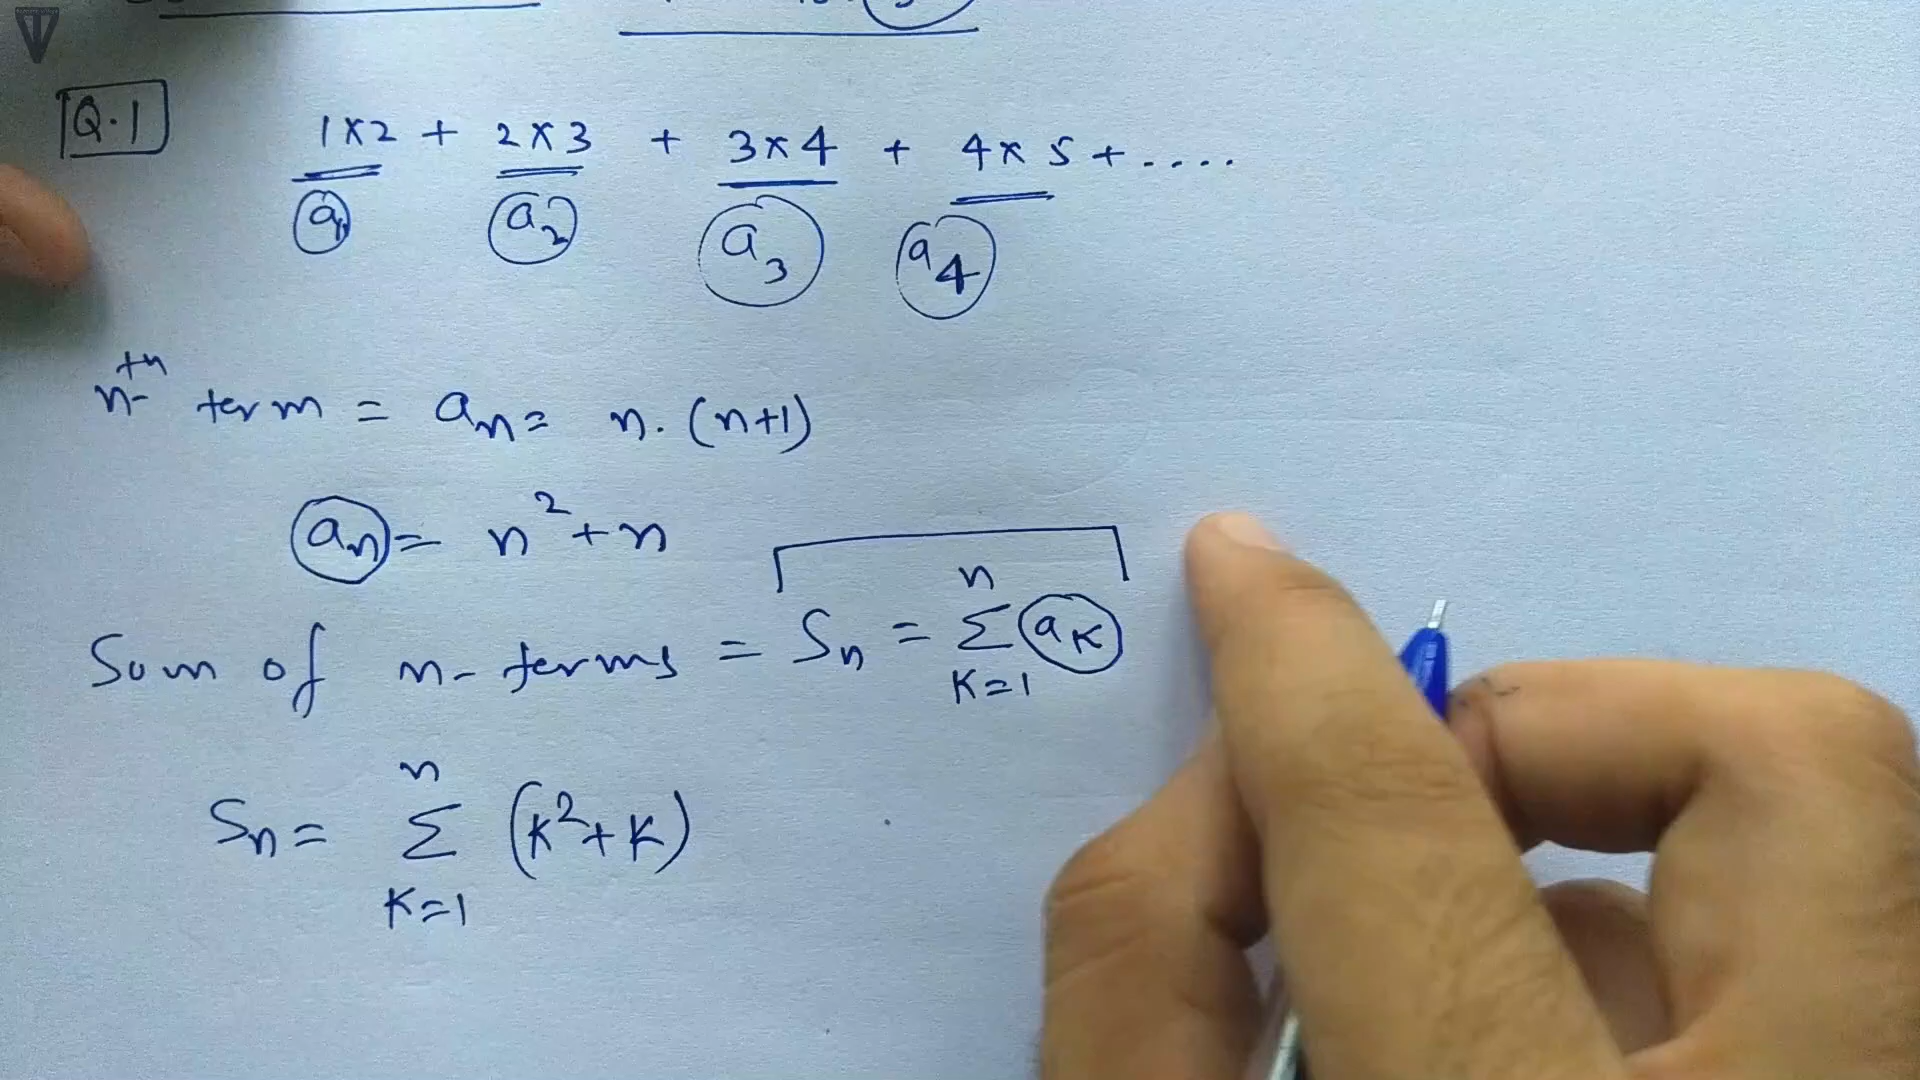 Q.1 1×2 + 2×3 + 3×4 + 4×5 + ....
a1 a2 a3 a4
nth term = an = n. (n+1)
an = n² + n
Sum of n-terms = Sn = n Σ K=1 aK
Sn = n Σ K=1 (K² + K)